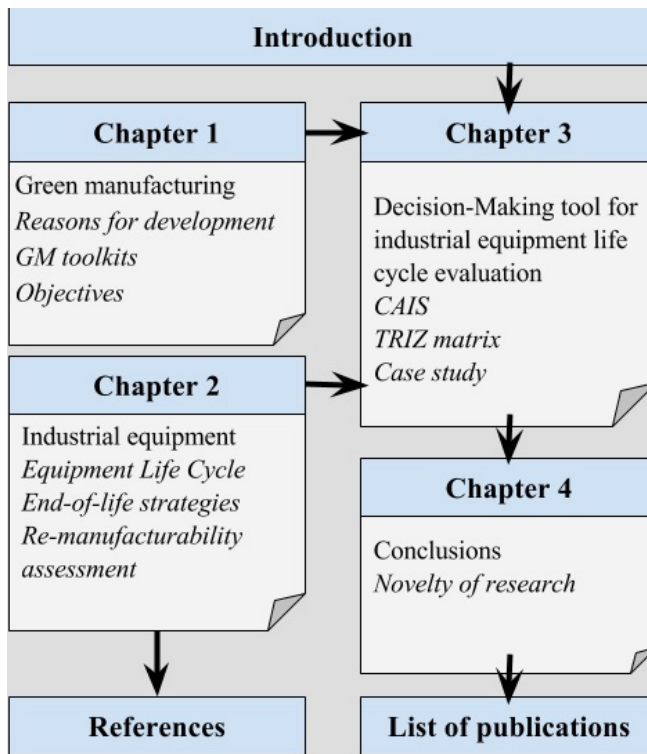 Introduction
Chapter 1
Green manufacturing
Reasons for development
GM toolkits
Objectives
Chapter 2
Industrial equipment
Equipment Life Cycle
End-of-life strategies
Re-manufacturability
assessment
References
Chapter 3
Decision-Making tool for
industrial equipment life
cycle evaluation
CAIS
TRIZ matrix
Case study
Chapter 4
Conclusions
Novelty of research
List of publications